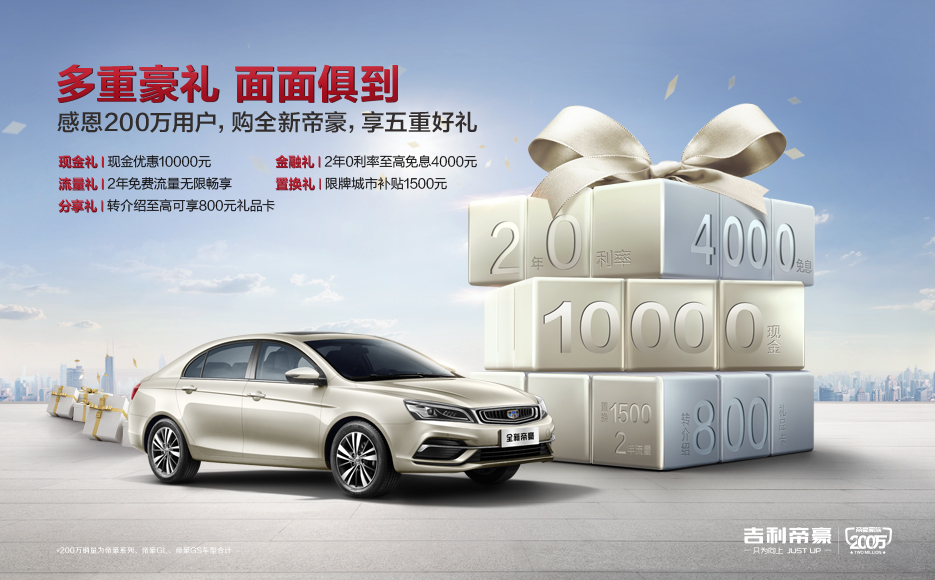 多重豪礼 面面俱到
感恩200万用户, 购全新帝豪, 享五重好礼
现金礼 | 现金优惠10000元
金融礼 | 2年0利率至高免息4000元
流量礼 | 2年免费流量无限畅享
置换礼 | 限牌城市补贴1500元
分享礼 | 转介绍至高可享800元礼品卡
2年0利率 4000免息
10000现金
置换1500
2年流量
转介绍800
全新帝豪
*200万销量为帝豪系列、帝豪GL、帝豪GS车型合计
吉利帝豪
只为向上 JUST UP
200万
TWO MILLION